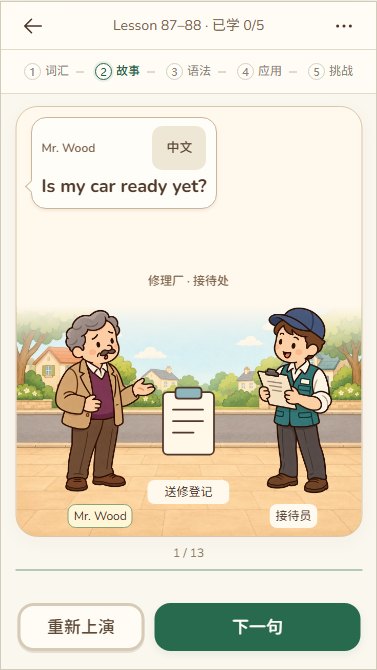 Lesson 87–88 · 已学 0/5
1 词汇 — 2 故事 — 3 语法 — 4 应用 — 5 挑战
Mr. Wood
中文
Is my car ready yet?
修理厂 · 接待处
送修登记
Mr. Wood
接待员
1 / 13
重新上演
下一句